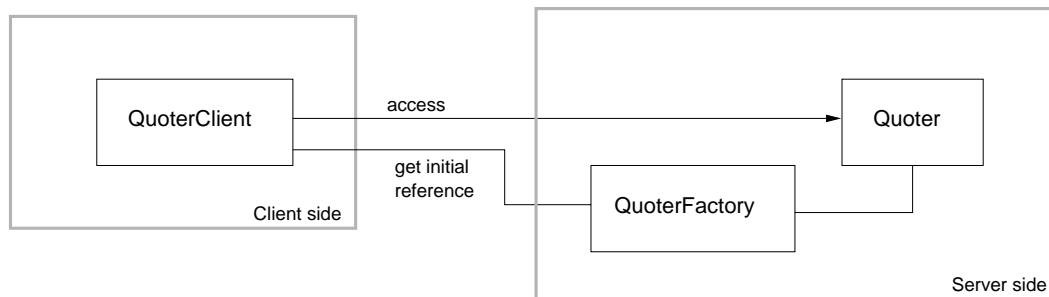 QuoterClient
access
Quoter
get initial
reference
QuoterFactory
Client side
Server side